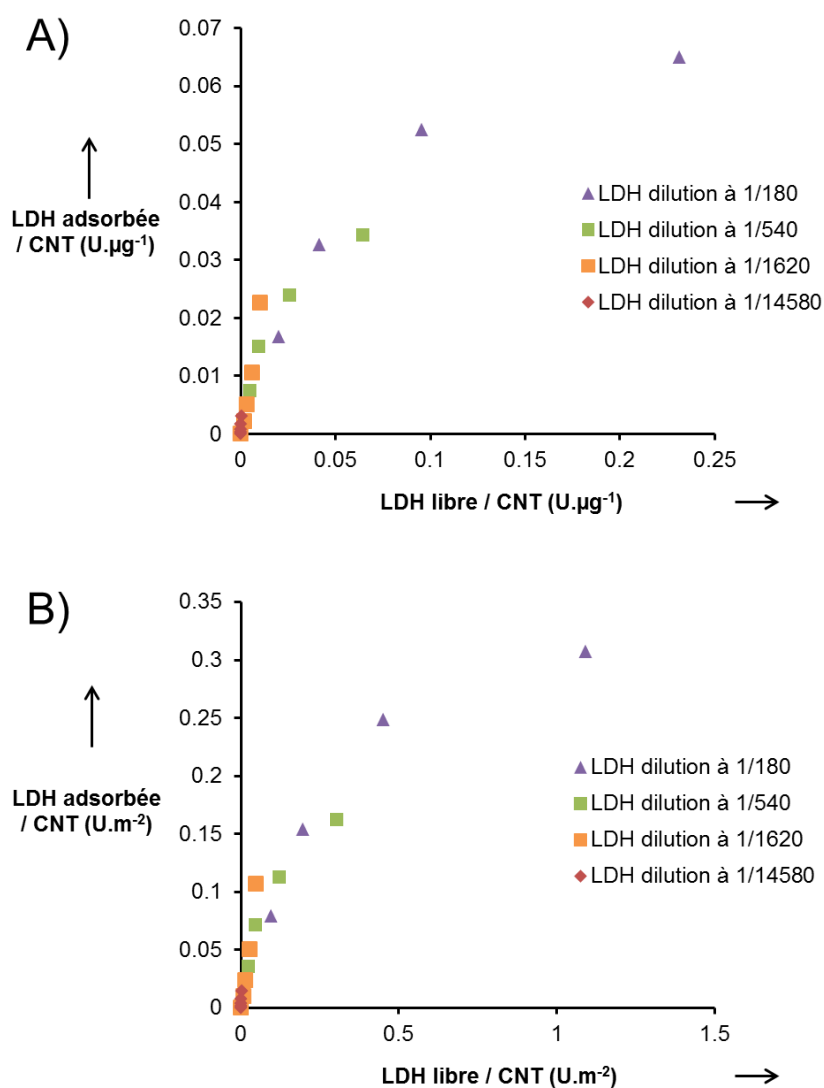 A)
0.07
0.06
0.05
0.04
0.03
0.02
0.01
0
LDH adsorbée
/ CNT (U.µg⁻¹)
LDH dilution à 1/180
LDH dilution à 1/540
LDH dilution à 1/1620
LDH dilution à 1/14580
0 0.05 0.1 0.15 0.2 0.25
LDH libre / CNT (U.µg⁻¹)
B)
0.35
0.3
0.25
0.2
0.15
0.1
0.05
0
LDH adsorbée
/ CNT (U.m⁻²)
LDH dilution à 1/180
LDH dilution à 1/540
LDH dilution à 1/1620
LDH dilution à 1/14580
0 0.5 1 1.5
LDH libre / CNT (U.m⁻²)